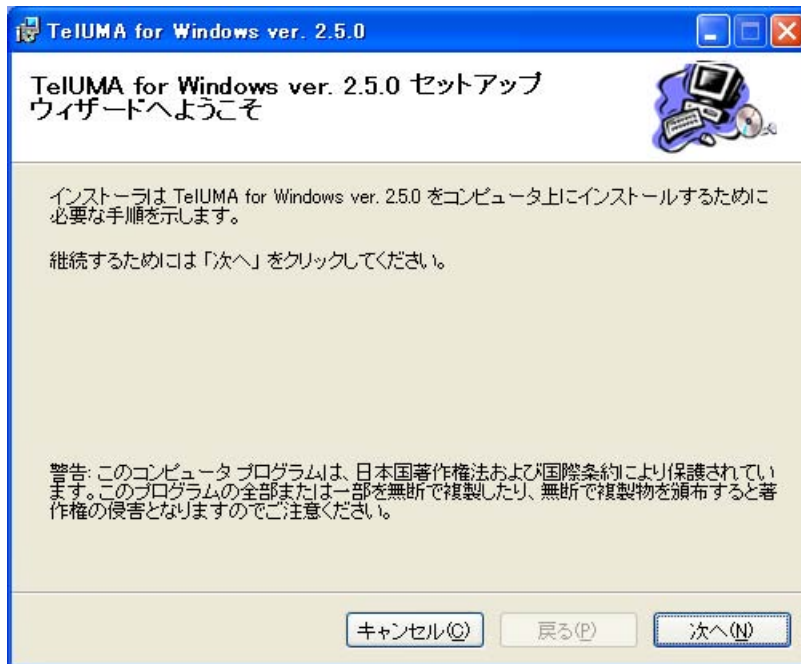 TelUMA for Windows ver. 2.5.0
TelUMA for Windows ver. 2.5.0 セットアップ
ウィザードへようこそ
インストーラは TelUMA for Windows ver. 2.5.0 をコンピュータ上にインストールするために
必要な手順を示します。
継続するためには「次へ」をクリックしてください。
警告: このコンピュータ プログラムは、日本国著作権法および国際条約により保護されてい
ます。このプログラムの全部または一部を無断で複製したり、無断で複製物を頒布すると著
作権の侵害となりますのでご注意ください。
キャンセル(C) 戻る(P) 次へ(N)